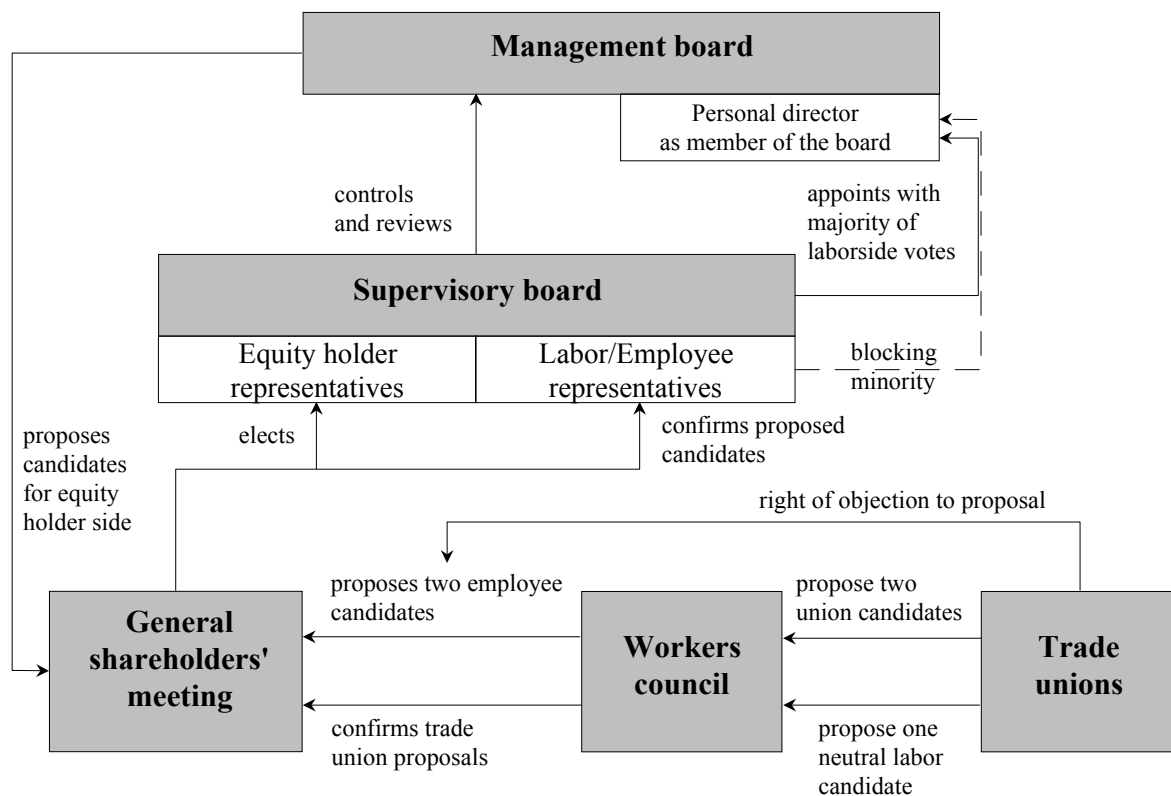 Management board
Personal director
as member of the board
controls
and reviews
appoints with
majority of
laborside votes
Supervisory board
Equity holder
representatives
Labor/Employee
representatives
blocking
minority
proposes
candidates
for equity
holder side
elects
confirms proposed
candidates
right of objection to proposal
proposes two employee
candidates
propose two
union candidates
General
shareholders'
meeting
Workers
council
Trade
unions
confirms trade
union proposals
propose one
neutral labor
candidate